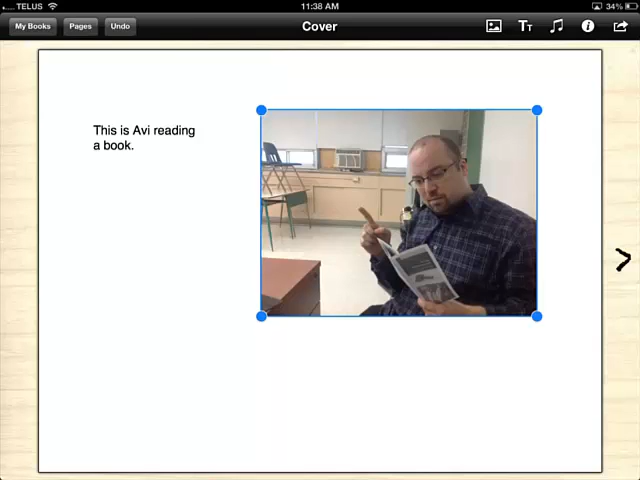 TELUS
11:38 AM
34%
My Books
Pages
Undo
Cover
This is Avi reading
a book.